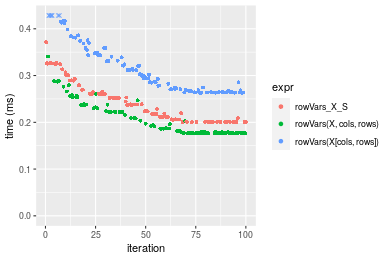 0.4
0.3
0.2
0.1
0.0
time (ms)
0
25
50
75
100
iteration
expr
rowVars_X_S
rowVars(X, cols, rows)
rowVars(X[cols, rows])